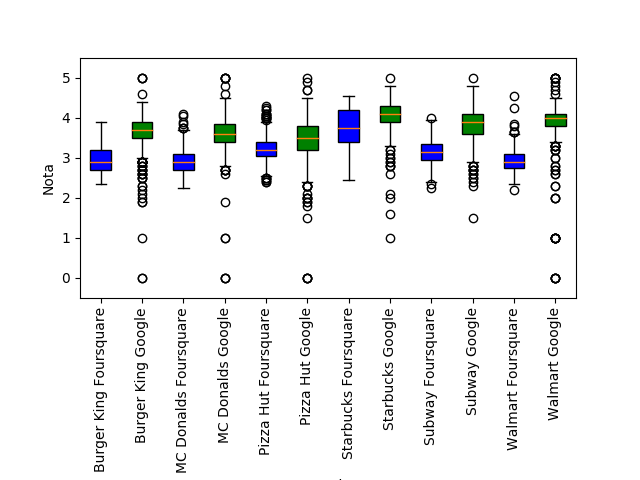 Nota
5
4
3
2
1
0
Burger King Foursquare
Burger King Google
MC Donalds Foursquare
MC Donalds Google
Pizza Hut Foursquare
Pizza Hut Google
Starbucks Foursquare
Starbucks Google
Subway Foursquare
Subway Google
Walmart Foursquare
Walmart Google